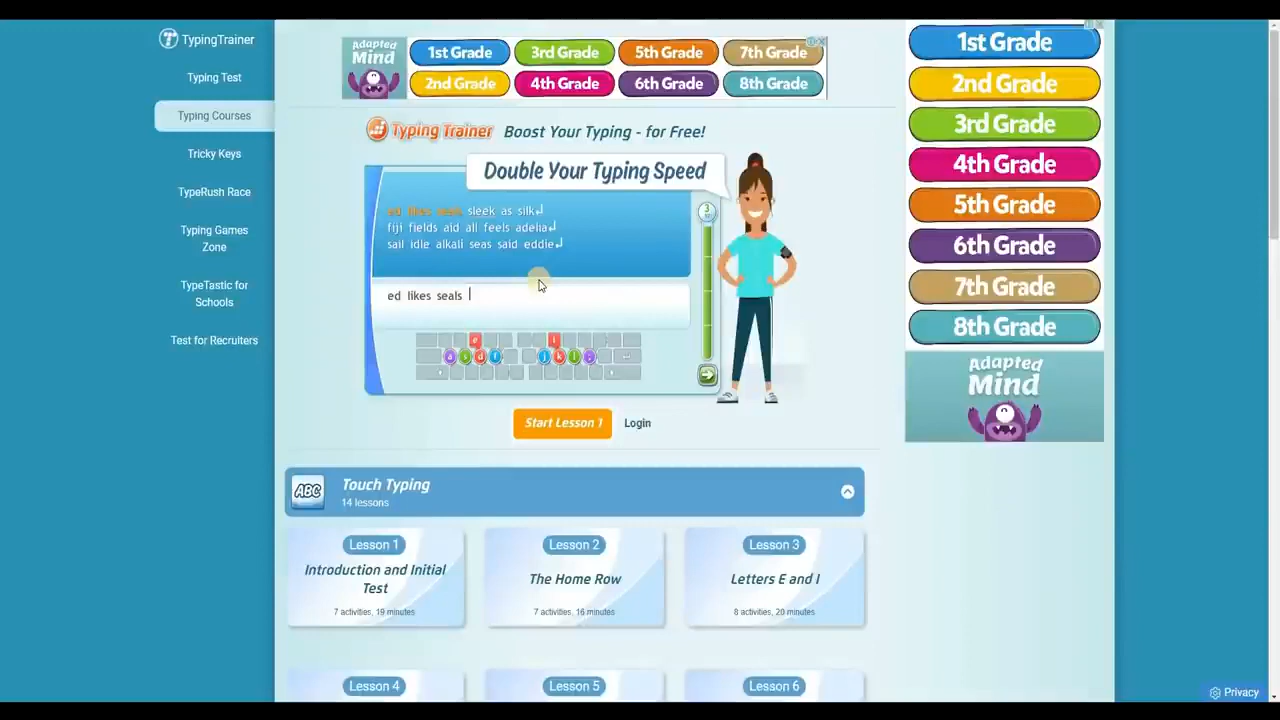 TypingTrainer
Typing Test
Typing Courses
Tricky Keys
TypeRush Race
Typing Games
Zone
TypeTastic for
Schools
Test for Recruiters
Adapted
Mind
1st Grade
3rd Grade
5th Grade
7th Grade
2nd Grade
4th Grade
6th Grade
8th Grade
Typing Trainer
Boost Your Typing - for Free!
Double Your Typing Speed
ed likes seals sleek as silk↲
fiji fields aid all feels adelia↲
sail idle alkali seas said eddie↲
3
ed likes seals
e i
a s d f j k l ;
Start Lesson 1
Login
ABC
Touch Typing
14 lessons
Lesson 1
Introduction and Initial
Test
7 activities, 19 minutes
Lesson 2
The Home Row
7 activities, 16 minutes
Lesson 3
Letters E and I
8 activities, 20 minutes
Lesson 4
Lesson 5
Lesson 6
1st Grade
2nd Grade
3rd Grade
4th Grade
5th Grade
6th Grade
7th Grade
8th Grade
Adapted
Mind
Privacy